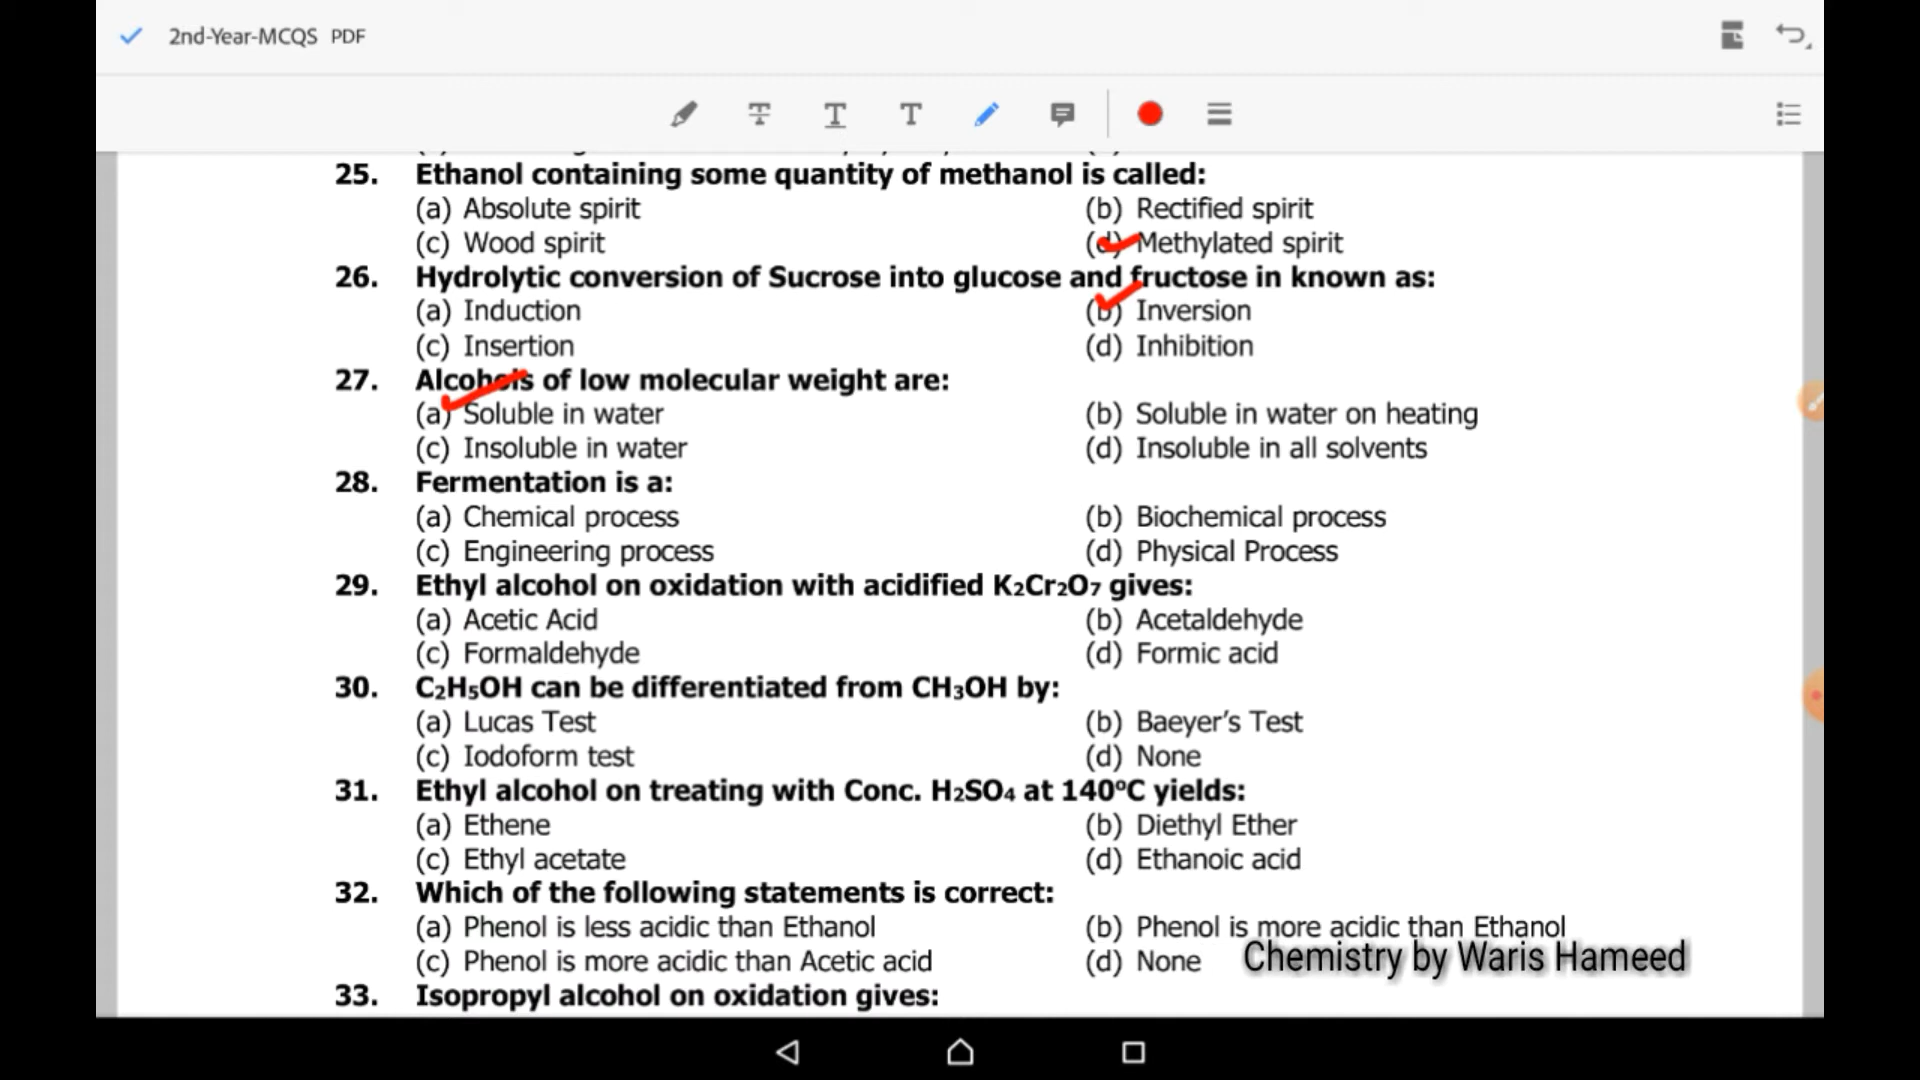 2nd-Year-MCQS PDF
25. Ethanol containing some quantity of methanol is called:
(a) Absolute spirit (b) Rectified spirit
(c) Wood spirit (d) Methylated spirit
26. Hydrolytic conversion of Sucrose into glucose and fructose in known as:
(a) Induction (b) Inversion
(c) Insertion (d) Inhibition
27. Alcohols of low molecular weight are:
(a) Soluble in water (b) Soluble in water on heating
(c) Insoluble in water (d) Insoluble in all solvents
28. Fermentation is a:
(a) Chemical process (b) Biochemical process
(c) Engineering process (d) Physical Process
29. Ethyl alcohol on oxidation with acidified K₂Cr₂O₇ gives:
(a) Acetic Acid (b) Acetaldehyde
(c) Formaldehyde (d) Formic acid
30. C₂H₅OH can be differentiated from CH₃OH by:
(a) Lucas Test (b) Baeyer’s Test
(c) Iodoform test (d) None
31. Ethyl alcohol on treating with Conc. H₂SO₄ at 140ºC yields:
(a) Ethene (b) Diethyl Ether
(c) Ethyl acetate (d) Ethanoic acid
32. Which of the following statements is correct:
(a) Phenol is less acidic than Ethanol (b) Phenol is more acidic than Ethanol
(c) Phenol is more acidic than Acetic acid (d) None
Chemistry by Waris Hameed
33. Isopropyl alcohol on oxidation gives: